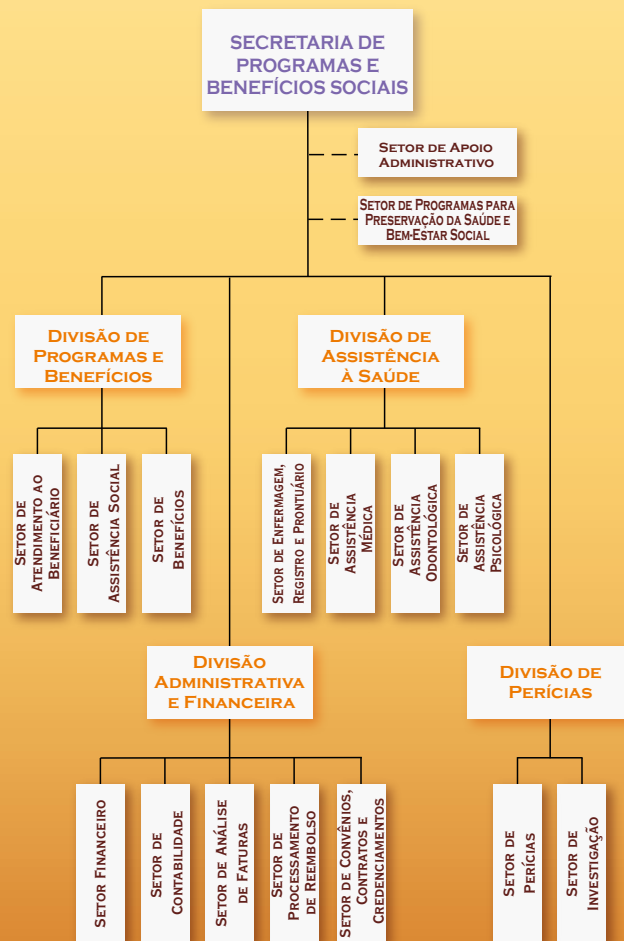 SECRETARIA DE
PROGRAMAS E
BENEFÍCIOS SOCIAIS
SETOR DE APOIO
ADMINISTRATIVO
SETOR DE PROGRAMAS PARA
PRESERVAÇÃO DA SAÚDE E
BEM-ESTAR SOCIAL
DIVISÃO DE
PROGRAMAS E
BENEFÍCIOS
DIVISÃO DE
ASSISTÊNCIA
À SAÚDE
SETOR DE
ATENDIMENTO AO
BENEFICIÁRIO
SETOR DE
ASSISTÊNCIA SOCIAL
SETOR DE
BENEFÍCIOS
SETOR DE ENFERMAGEM,
REGISTRO E PRONTUÁRIO
SETOR DE
ASSISTÊNCIA
MÉDICA
SETOR DE
ASSISTÊNCIA
ODONTOLÓGICA
SETOR DE
ASSISTÊNCIA
PSICOLÓGICA
DIVISÃO
ADMINISTRATIVA
E FINANCEIRA
DIVISÃO DE
PERÍCIAS
SETOR FINANCEIRO
SETOR DE
CONTABILIDADE
SETOR DE ANÁLISE
DE FATURAS
SETOR DE
PROCESSAMENTO
DE REEMBOLSO
SETOR DE CONVÊNIOS,
CONTRATOS E
CREDENCIAMENTOS
SETOR DE
PERÍCIAS
SETOR DE
INVESTIGAÇÃO